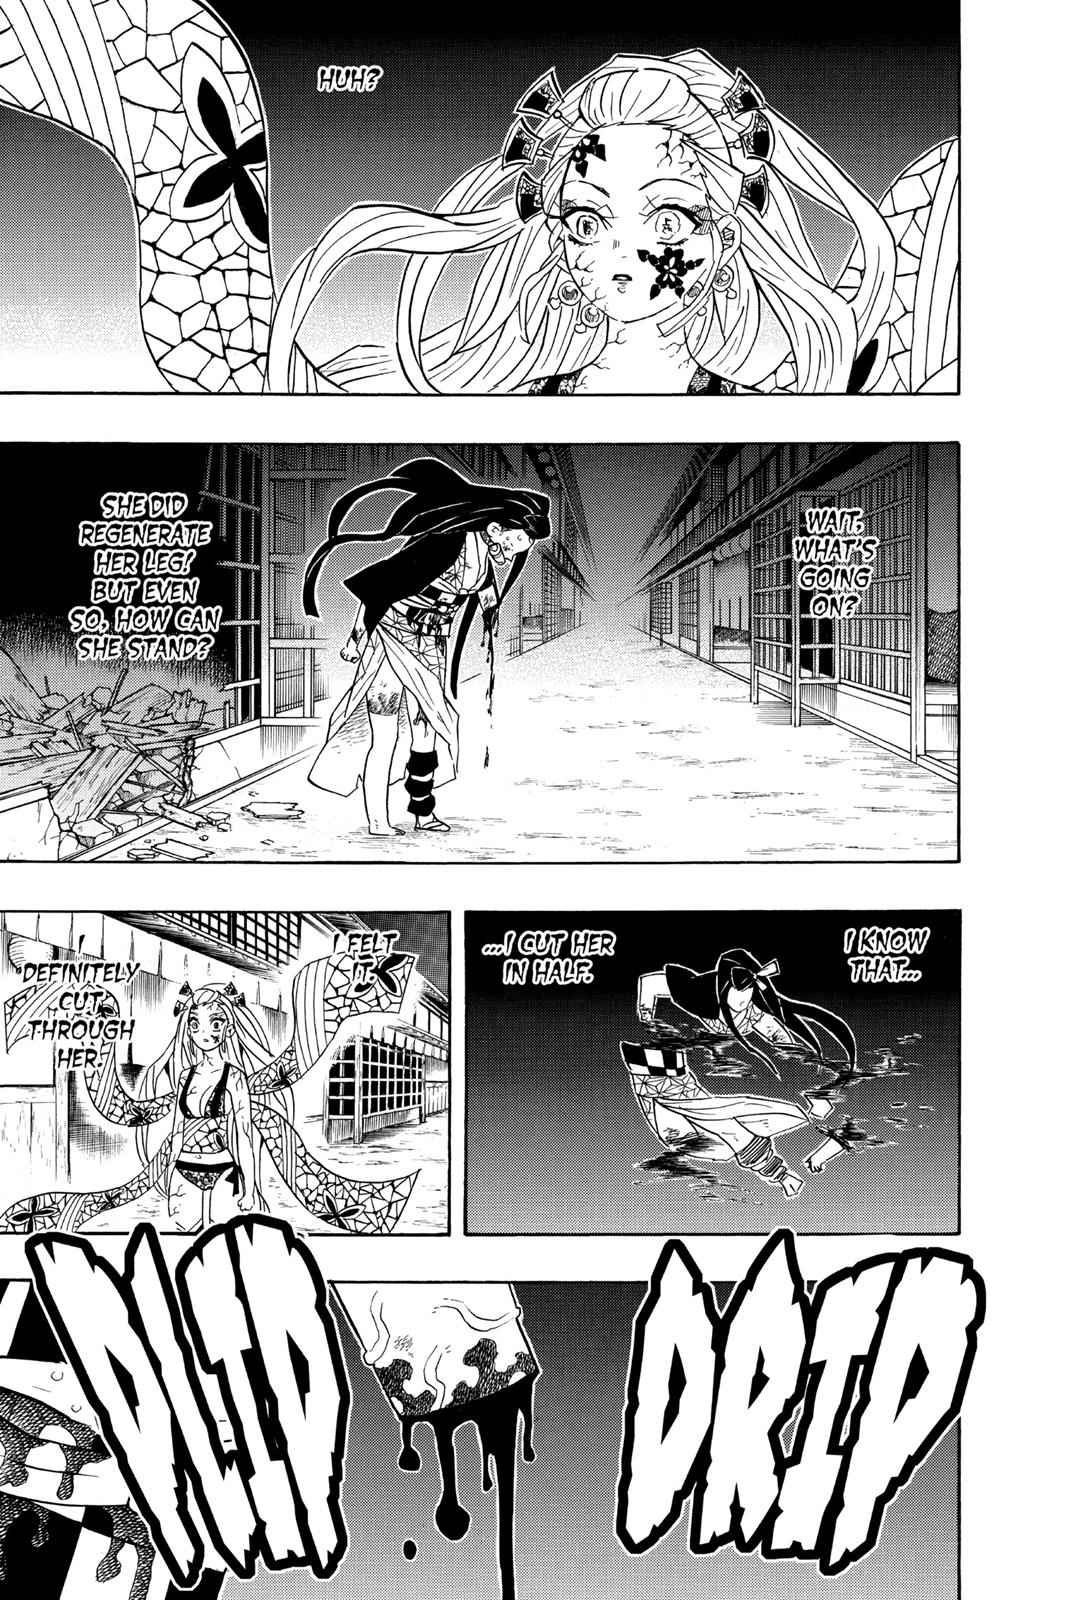 HUH?
WAIT.
WHAT'S
GOING
ON?
SHE DID
REGENERATE
HER LEG!
BUT EVEN
SO, HOW CAN
SHE STAND?
I KNOW
THAT...
...I CUT HER
IN HALF.
I FELT
IT.
I
DEFINITELY
CUT
THROUGH
HER.
DRIP
DLIP